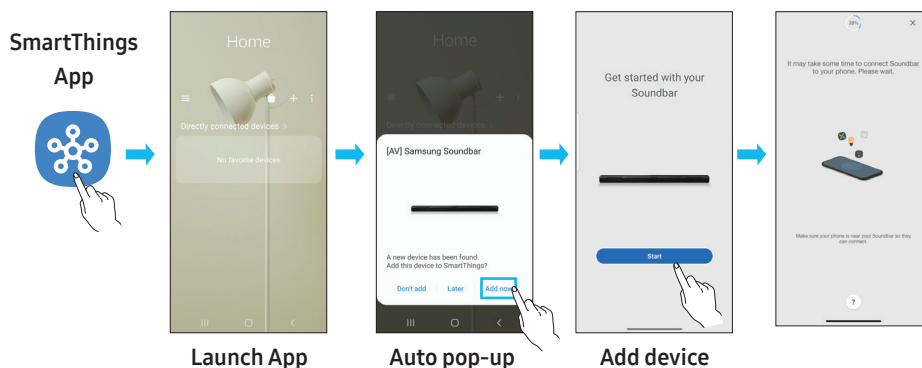 SmartThings
App
Home
Directly connected devices >
No favorite devices
Launch App
Home
Directly connected devices >
[AV] Samsung Soundbar
A new device has been found.
Add this device to SmartThings?
Don't add Later Add now
Auto pop-up
Get started with your
Soundbar
Start
Add device
38%
It may take some time to connect Soundbar
to your phone. Please wait.
Make sure your phone is near your Soundbar so they
can connect.
?